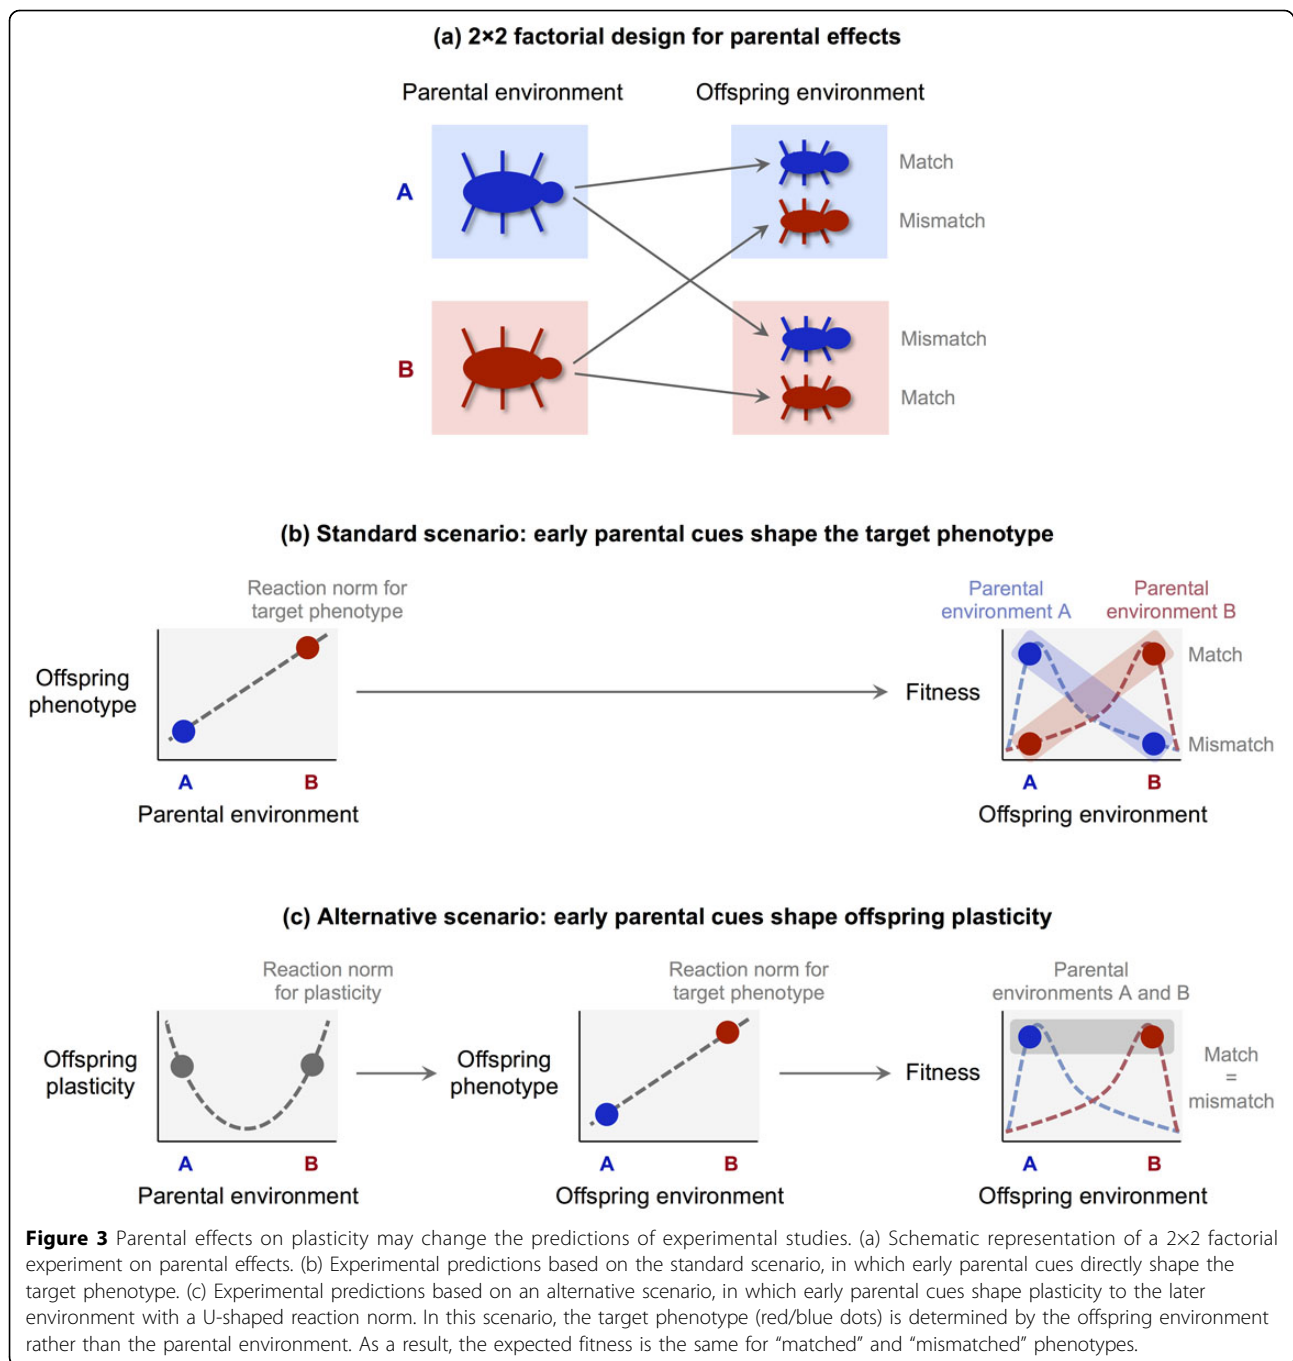 (a) 2×2 factorial design for parental effects
Parental environment
Offspring environment
A
Match
Mismatch
B
Mismatch
Match
(b) Standard scenario: early parental cues shape the target phenotype
Reaction norm for
target phenotype
Offspring
phenotype
A
B
Parental environment
Parental
environment A
Parental
environment B
Fitness
Match
Mismatch
A
B
Offspring environment
(c) Alternative scenario: early parental cues shape offspring plasticity
Reaction norm
for plasticity
Offspring
plasticity
A
B
Parental environment
Reaction norm for
target phenotype
Offspring
phenotype
A
B
Offspring environment
Parental
environments A and B
Fitness
Match
=
mismatch
A
B
Offspring environment
Figure 3 Parental effects on plasticity may change the predictions of experimental studies. (a) Schematic representation of a 2×2 factorial
experiment on parental effects. (b) Experimental predictions based on the standard scenario, in which early parental cues directly shape the
target phenotype. (c) Experimental predictions based on an alternative scenario, in which early parental cues shape plasticity to the later
environment with a U-shaped reaction norm. In this scenario, the target phenotype (red/blue dots) is determined by the offspring environment
rather than the parental environment. As a result, the expected fitness is the same for “matched” and “mismatched” phenotypes.